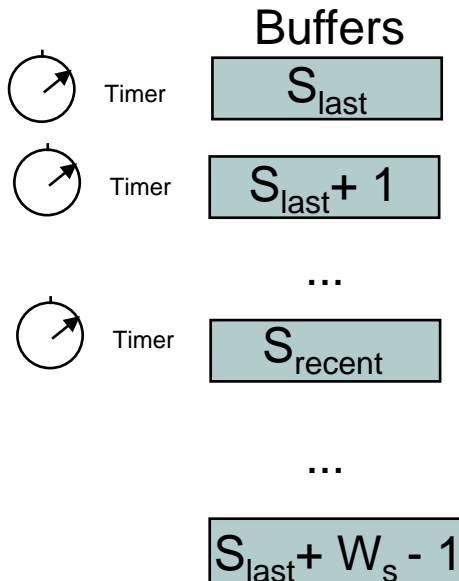 Buffers
Timer S_last
Timer S_last + 1
...
Timer S_recent
...
S_last + W_s - 1